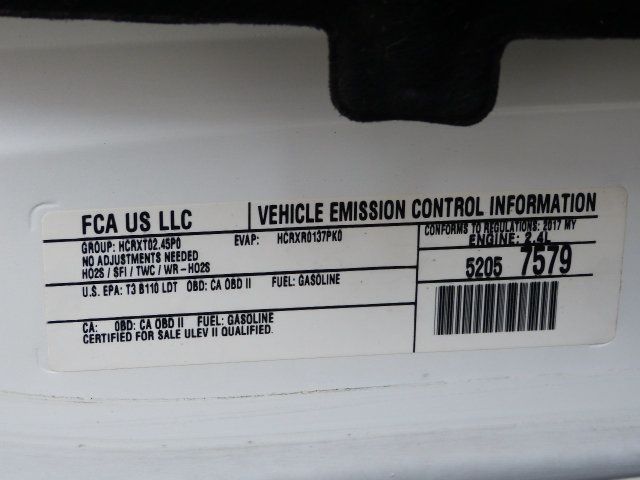 FCA US LLC VEHICLE EMISSION CONTROL INFORMATION
GROUP: HCRXT02.45P0 EVAP: HCRXR0137PK0
NO ADJUSTMENTS NEEDED
HO2S / SFI / TWC / WR - HO2S
CONFORMS TO REGULATIONS: 2017 MY
ENGINE: 2.4L
5205 7579
U.S. EPA: T3 B110 LDT OBD: CA OBD II FUEL: GASOLINE
CA: OBD: CA OBD II FUEL: GASOLINE
CERTIFIED FOR SALE ULEV II QUALIFIED.